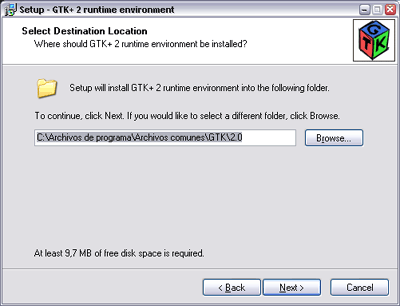 Setup - GTK+ 2 runtime environment
Select Destination Location
Where should GTK+ 2 runtime environment be installed?
GTK
Setup will install GTK+ 2 runtime environment into the following folder.
To continue, click Next. If you would like to select a different folder, click Browse.
C:\Archivos de programa\Archivos comunes\GTK\2.0
Browse...
At least 9,7 MB of free disk space is required.
< Back
Next >
Cancel